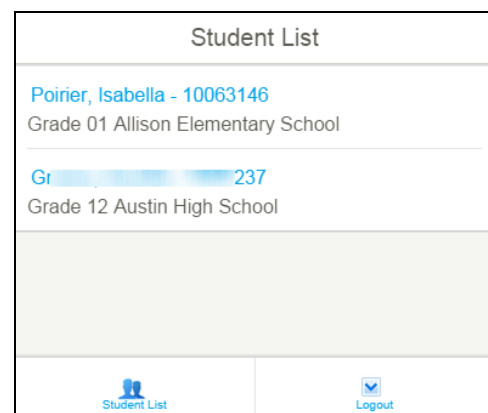 Student List
Poirier, Isabella - 10063146
Grade 01 Allison Elementary School
Gr 237
Grade 12 Austin High School
Student List Logout